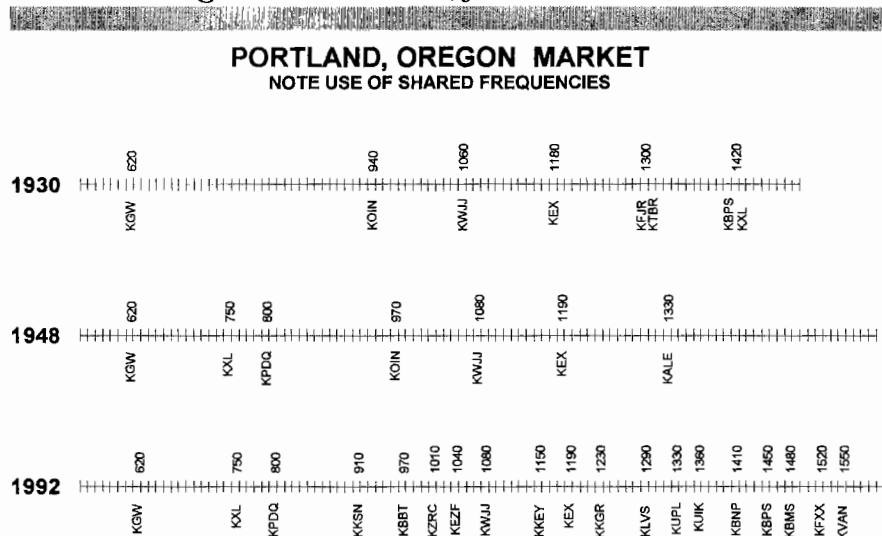 PORTLAND, OREGON MARKET
NOTE USE OF SHARED FREQUENCIES
620 940 1060 1180 1300 1420
1930
KGW KOIN KWJJ KEX KFJR KTBR KBPS KXL
620 750 800 970 1080 1190 1330
1948
KGW KXL KPDQ KOIN KWJJ KEX KALE
620 750 800 910 970 1010 1040 1080 1150 1190 1230 1290 1330 1360 1410 1450 1480 1520 1550
1992
KGW KXL KPDQ KKSN KBBT KZRC KEZF KWJJ KKEY KEX KKGR KLVS KUPL KUIK KBNP KBPS KBMS KFXX KVAN